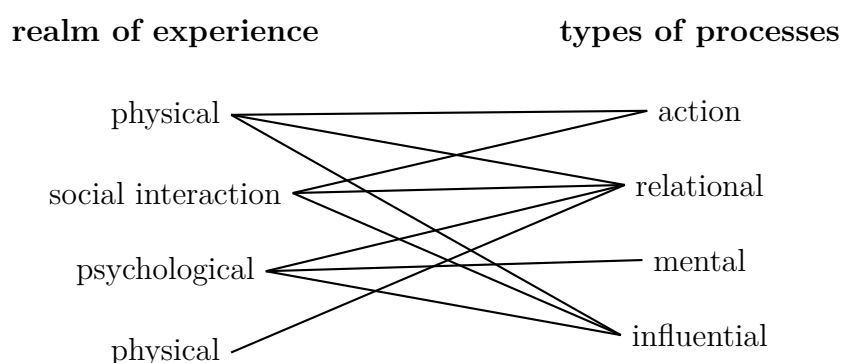 realm of experience
types of processes
physical
action
social interaction
relational
psychological
mental
physical
influential